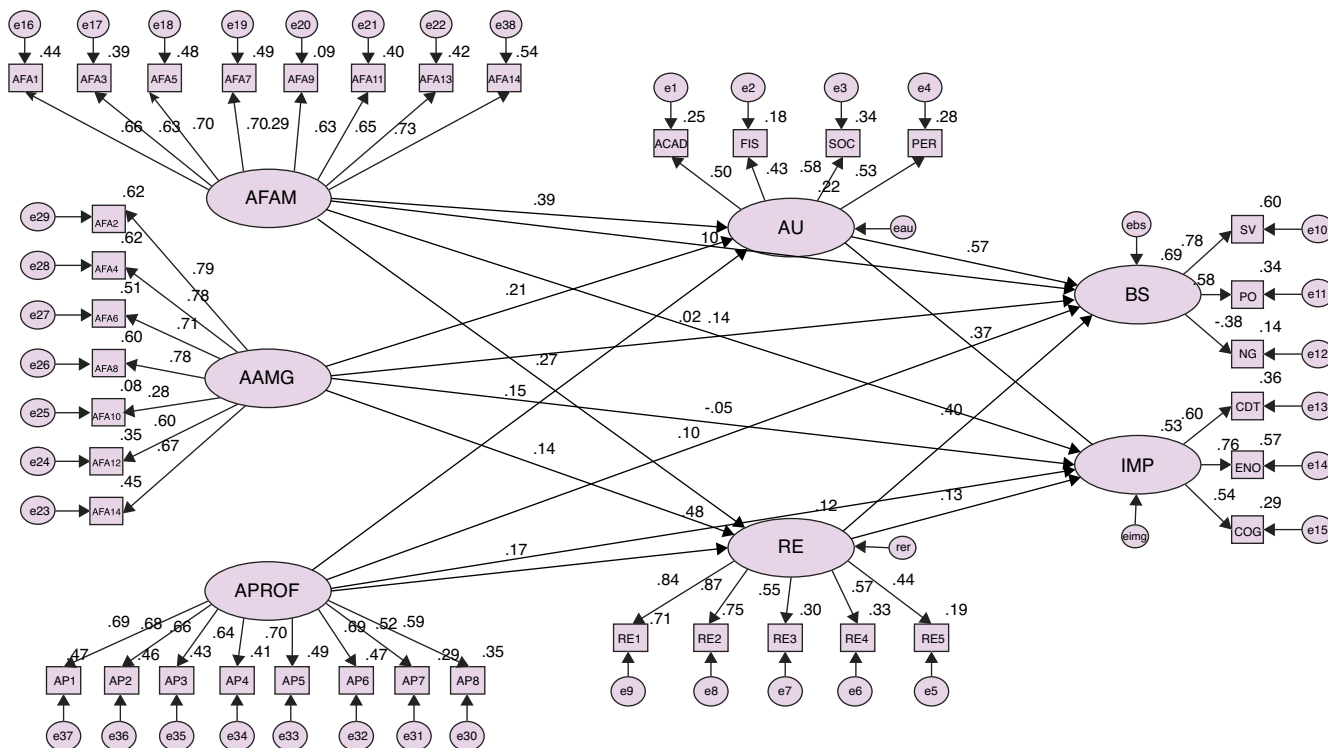 e16 e17 e18 e19 e20 e21 e22 e38
.44 .39 .48 .49 .09 .40 .42 .54
AFA1 AFA3 AFA5 AFA7 AFA9 AFA11 AFA13 AFA14
.66 .63 .70 .70 .29 .63 .65 .73
AFAM
e1 e2 e3 e4
.25 .18 .34 .28
ACAD FIS SOC PER
.50 .43 .58 .53
.22
AU
eau
.39
.10
.57
.62
e29 AFA2
.62
e28 AFA4
.51
e27 AFA6
.60
e26 AFA8
.08
e25 AFA10
.35
e24 AFA12
.45
e23 AFA14
.79
.78
.71
.78
.28
.60
.67
AAMG
.21
.02 .14
.27
.15
-.05
.14
.10
.37
.40
.48
.12
.13
.17
ebs
.69
BS
.60
.78 SV e10
.34
.58 PO e11
.14
-.38 NG e12
.53
IMP
eimg
.36
.60 CDT e13
.57
.76 ENO e14
.29
.54 COG e15
APROF
.69 .68 .66 .64 .70 .69 .52 .59
.47 .46 .43 .41 .49 .47 .29 .35
AP1 AP2 AP3 AP4 AP5 AP6 AP7 AP8
e37 e36 e35 e34 e33 e32 e31 e30
RE
rer
.84 .87 .55 .57 .44
.71 .75 .30 .33 .19
RE1 RE2 RE3 RE4 RE5
e9 e8 e7 e6 e5